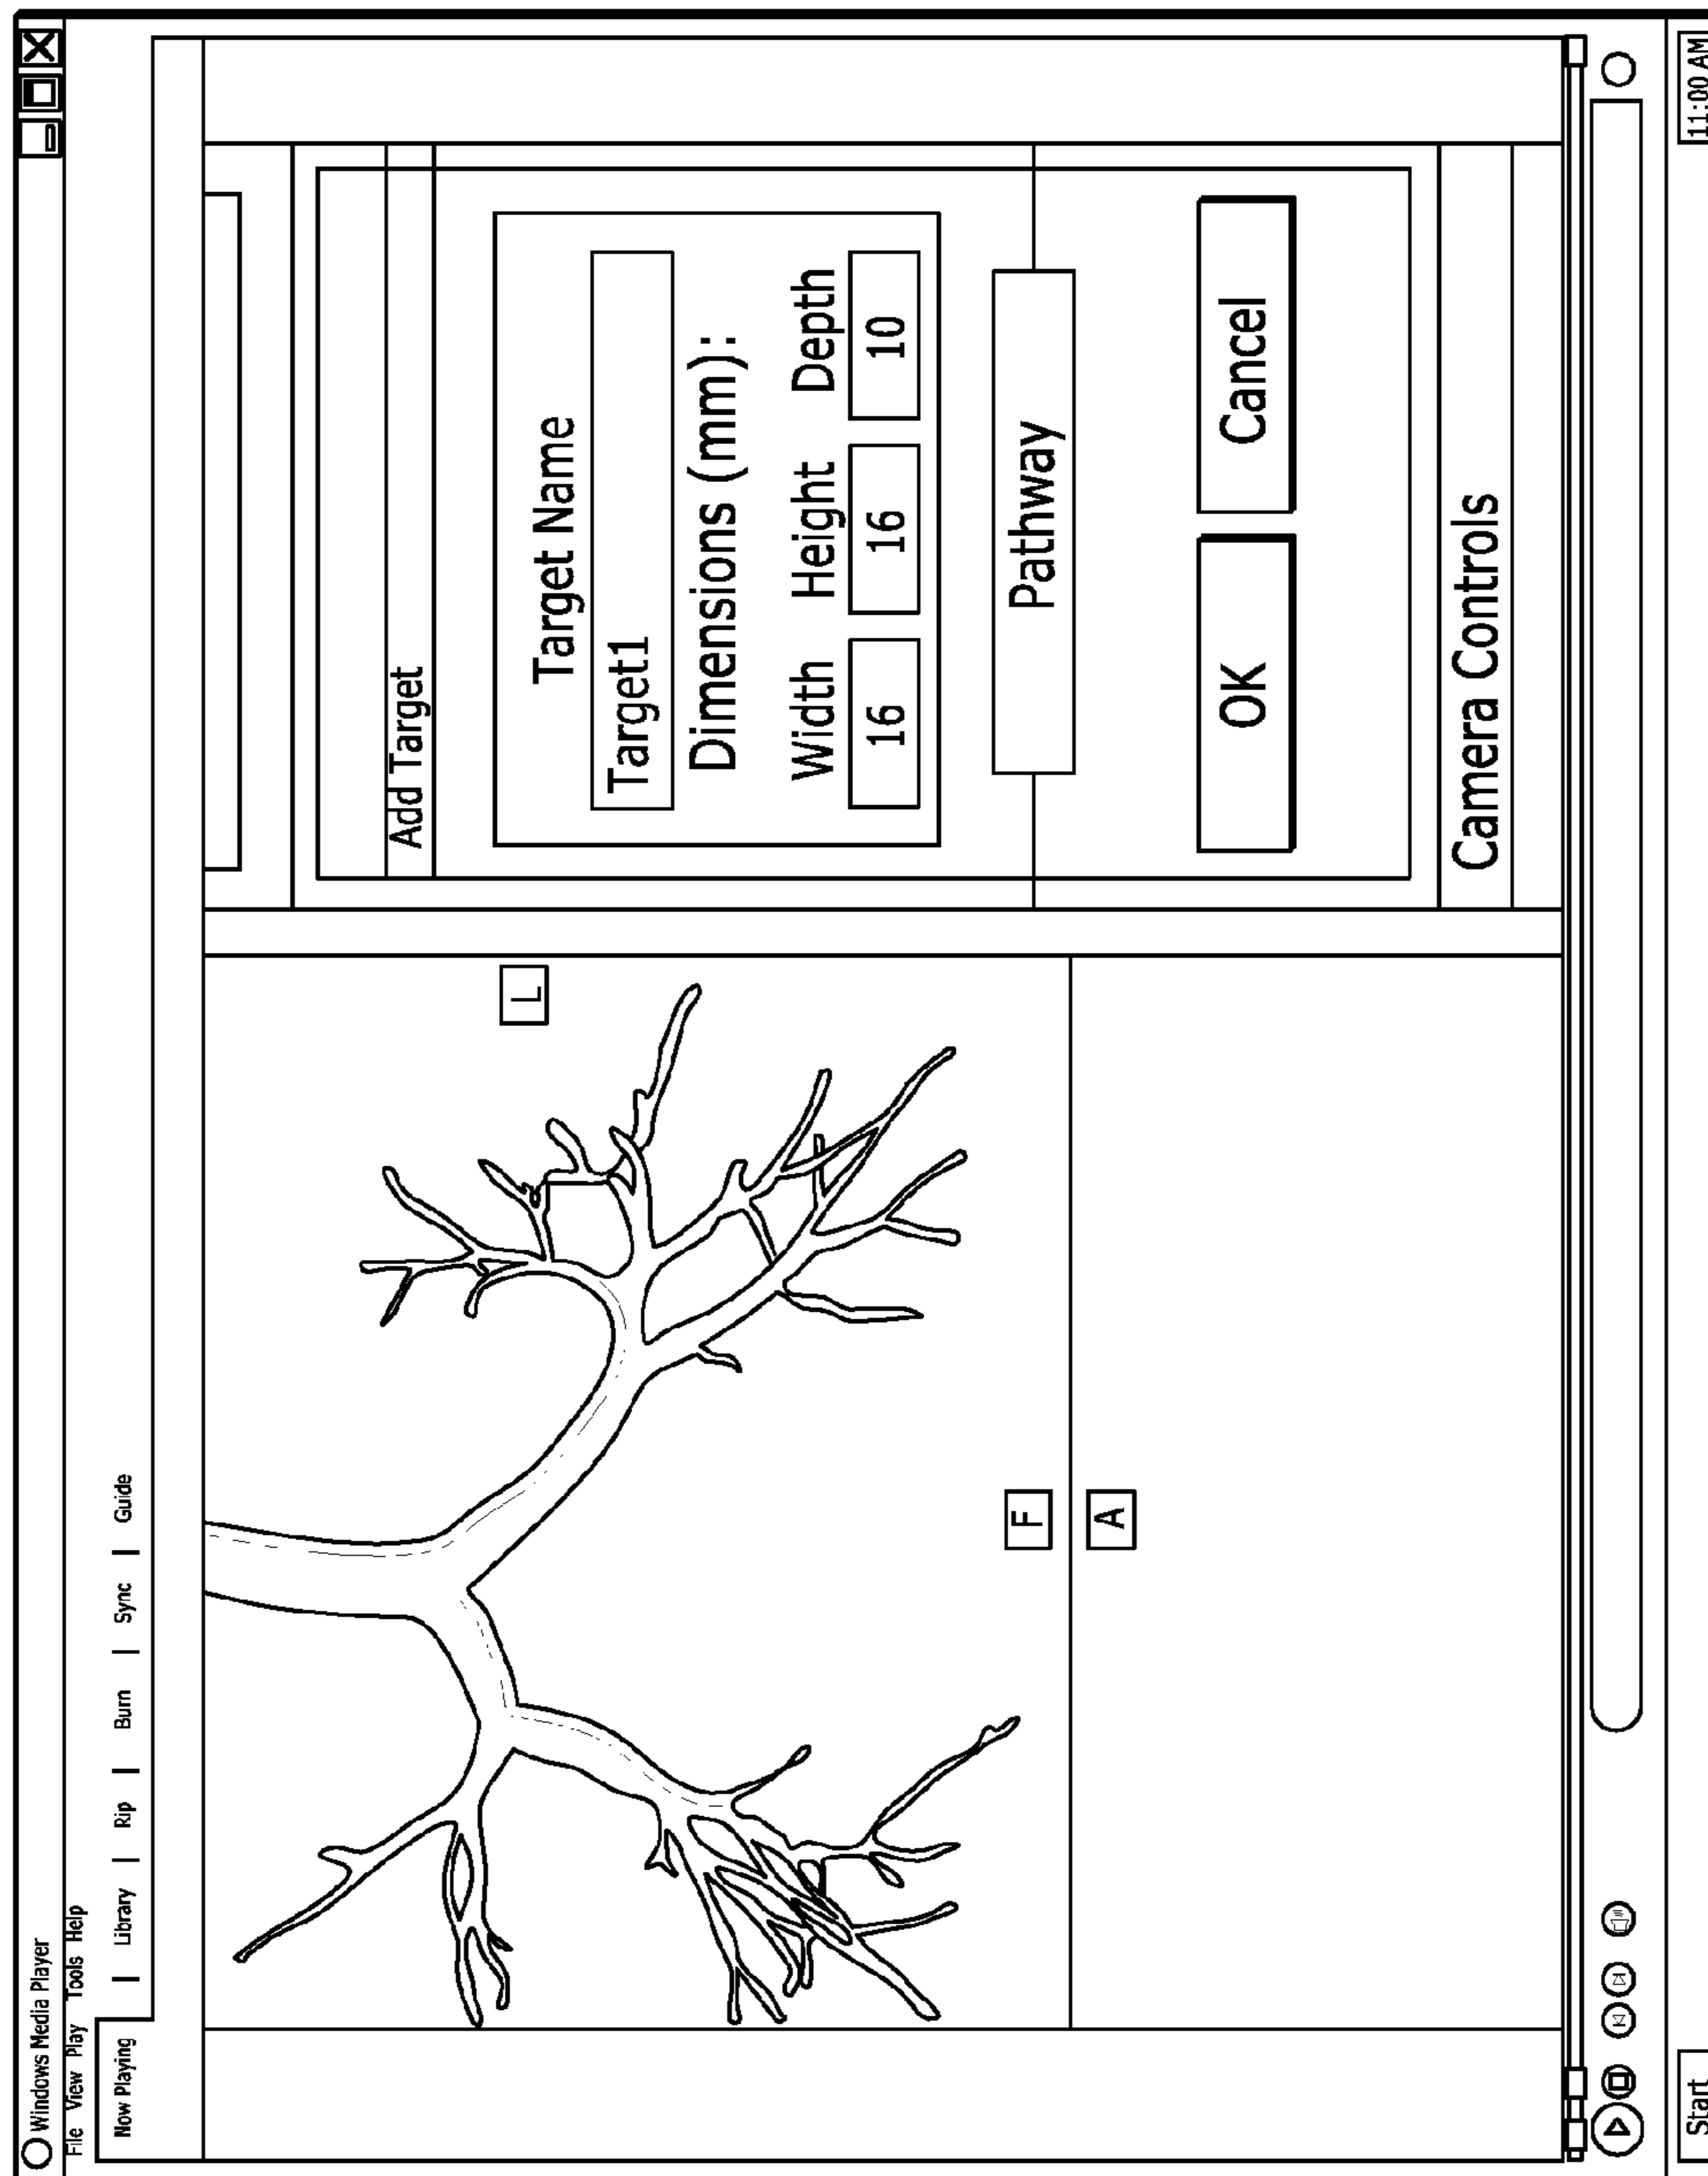 Windows Media Player
File View Play Tools Help
Now Playing | Library | Rip | Burn | Sync | Guide
Add Target
Target Name
Target1
Dimensions (mm):
Width Height Depth
16 16 10
L
Pathway
F
A
OK Cancel
Camera Controls
Start 11:00 AM